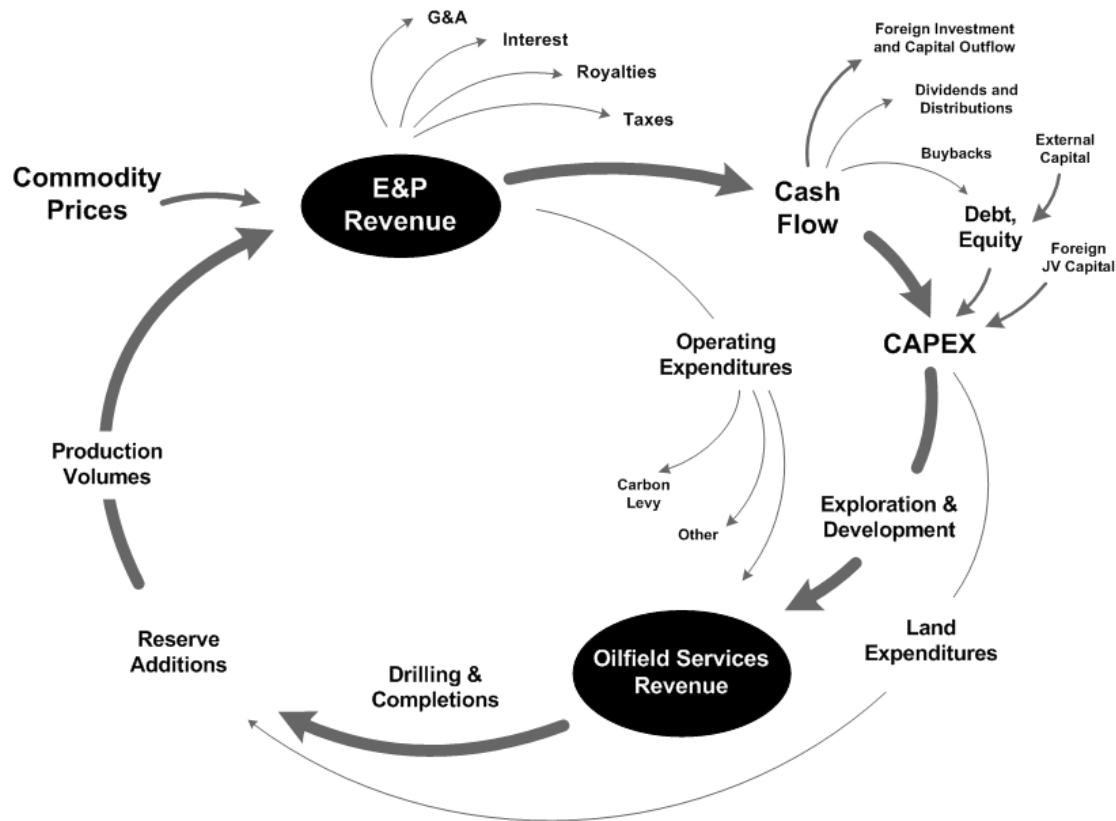 G&A
Interest
Royalties
Taxes
Foreign Investment
and Capital Outflow
Dividends and
Distributions
Buybacks
External
Capital
Commodity
Prices
E&P
Revenue
Cash
Flow
Debt,
Equity
Foreign
JV Capital
Operating
Expenditures
CAPEX
Production
Volumes
Carbon
Levy
Other
Exploration &
Development
Reserve
Additions
Drilling &
Completions
Oilfield Services
Revenue
Land
Expenditures